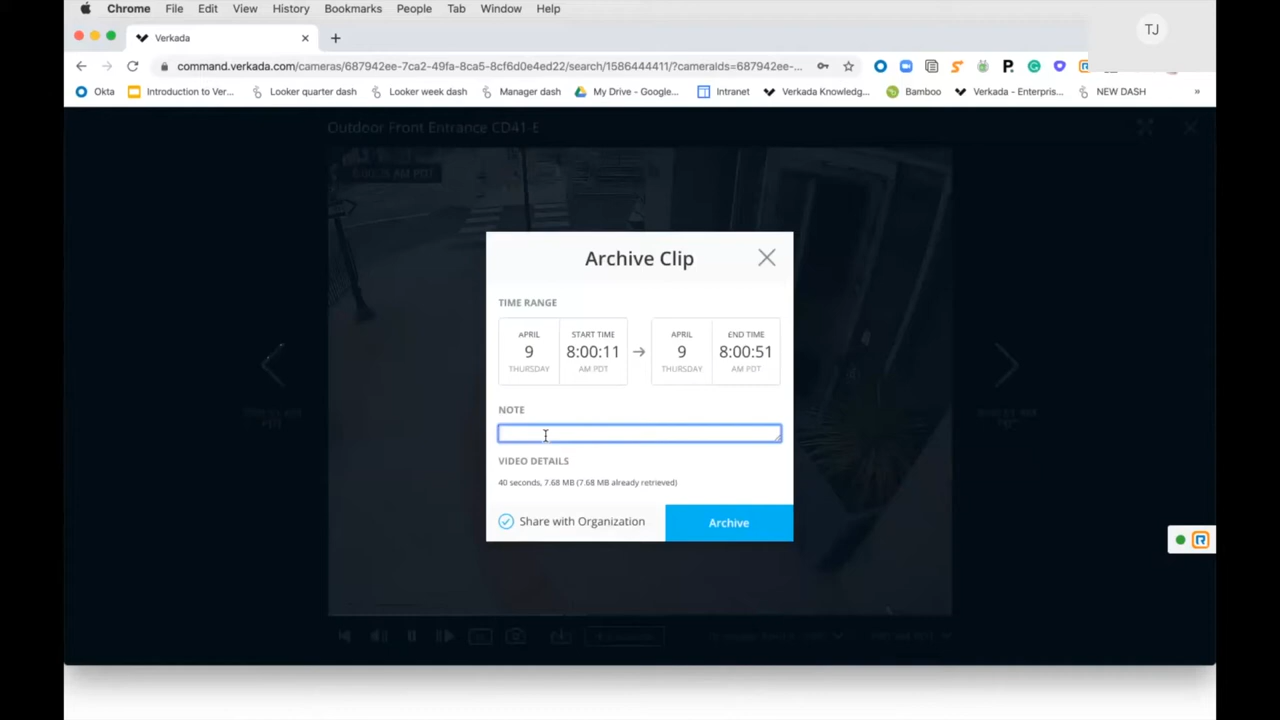 Chrome File Edit View History Bookmarks People Tab Window Help
TJ
Verkada
command.verkada.com/cameras/687942ee-7ca2-49fa-8ca5-8cf6d0e4ed22/search/1586444411/?cameraIds=687942ee-...
Okta Introduction to Ver... Looker quarter dash Looker week dash Manager dash My Drive - Google... Intranet Verkada Knowledg... Bamboo Verkada - Enterpris... NEW DASH »
Outdoor Front Entrance CD41-E
AM PDT
Archive Clip
TIME RANGE
APRIL START TIME APRIL END TIME
9 8:00:11 → 9 8:00:51
THURSDAY AM PDT THURSDAY AM PDT
NOTE
VIDEO DETAILS
40 seconds, 7.68 MB (7.68 MB already retrieved)
Share with Organization Archive